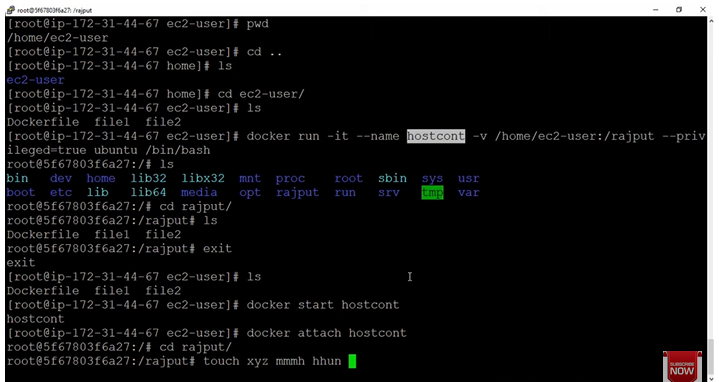 root@5f67803f6a27: /rajput
[root@ip-172-31-44-67 ec2-user]# pwd
/home/ec2-user
[root@ip-172-31-44-67 ec2-user]# cd ..
[root@ip-172-31-44-67 home]# ls
ec2-user
[root@ip-172-31-44-67 home]# cd ec2-user/
[root@ip-172-31-44-67 ec2-user]# ls
Dockerfile  file1  file2
[root@ip-172-31-44-67 ec2-user]# docker run -it --name hostcont -v /home/ec2-user:/rajput --priv
ileged=true ubuntu /bin/bash
root@5f67803f6a27:/# ls
bin   dev  home  lib32  libx32  mnt  proc    root  sbin  sys  usr
boot  etc  lib   lib64  media   opt  rajput  run   srv   tmp  var
root@5f67803f6a27:/# cd rajput/
root@5f67803f6a27:/rajput# ls
Dockerfile  file1  file2
root@5f67803f6a27:/rajput# exit
exit
[root@ip-172-31-44-67 ec2-user]# ls
Dockerfile  file1  file2
[root@ip-172-31-44-67 ec2-user]# docker start hostcont
hostcont
[root@ip-172-31-44-67 ec2-user]# docker attach hostcont
root@5f67803f6a27:/# cd rajput/
root@5f67803f6a27:/rajput# touch xyz mmmh hhun
SUBSCRIBE
NOW